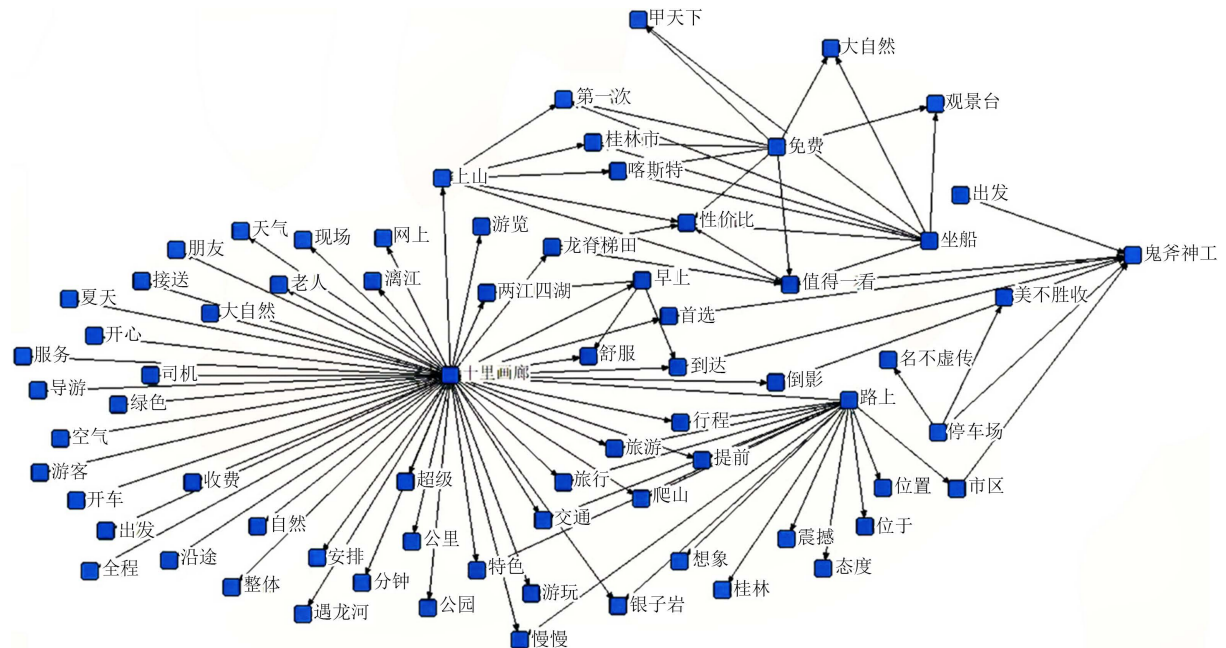 甲天下
大自然
第一次
观景台
桂林市
免费
喀斯特
上山
出发
性价比
游览
天气
现场
网上
坐船
朋友
龙脊梯田
鬼斧神工
接送
老人
漓江
早上
值得一看
两江四湖
美不胜收
夏天
大自然
首选
开心
服务
舒服
名不虚传
司机
十里画廊
到达
倒影
导游
绿色
路上
行程
空气
停车场
旅游
提前
游客
收费
超级
旅行
位置
市区
开车
爬山
出发
自然
交通
位于
公里
震撼
全程
沿途
安排
特色
想象
态度
整体
分钟
游玩
桂林
遇龙河
公园
银子岩
慢慢